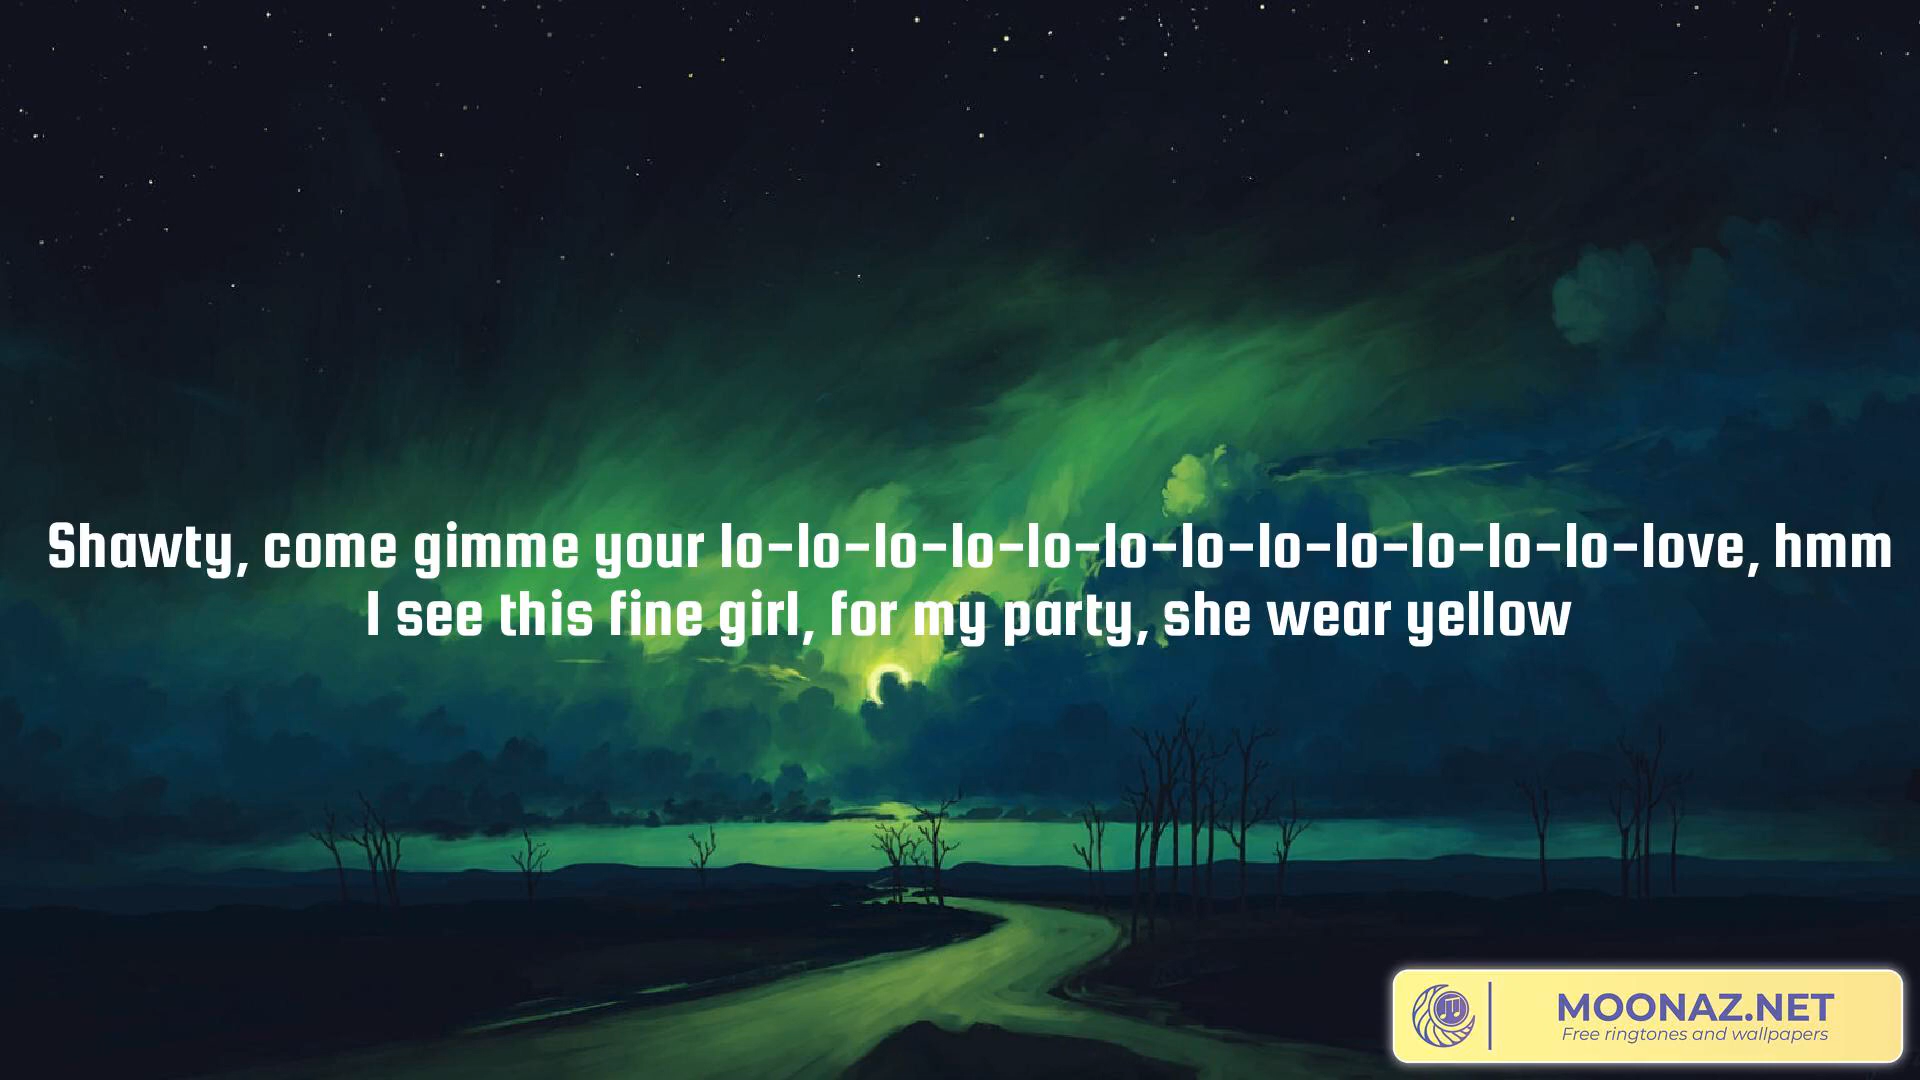 Shawty, come gimme your lo-lo-lo-lo-lo-lo-lo-lo-lo-lo-lo-lo-love, hmm
I see this fine girl, for my party, she wear yellow
MOONAZ.NET
Free ringtones and wallpapers